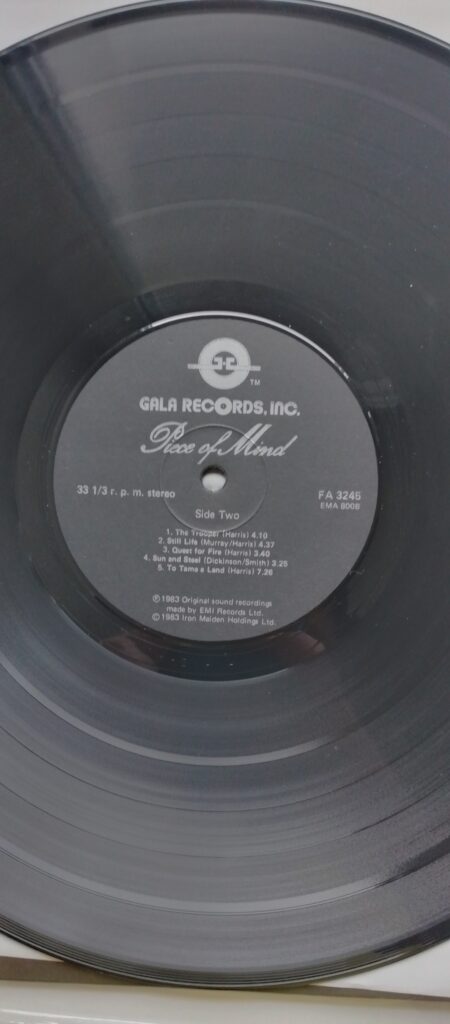 TM
GALA RECORDS, INC.
Piece of Mind
33 1/3 r. p. m. stereo
FA 3245
EMA 8008
Side Two
1. The Trooper (Harris) 4.10
2. Still Life (Murray/Harris) 4.37
3. Quest for Fire (Harris) 3.40
4. Sun and Steel (Dickinson/Smith) 3.25
5. To Tame a Land (Harris) 7.26
℗ 1983 Original sound recordings
made by EMI Records Ltd.
© 1983 Iron Maiden Holdings Ltd.